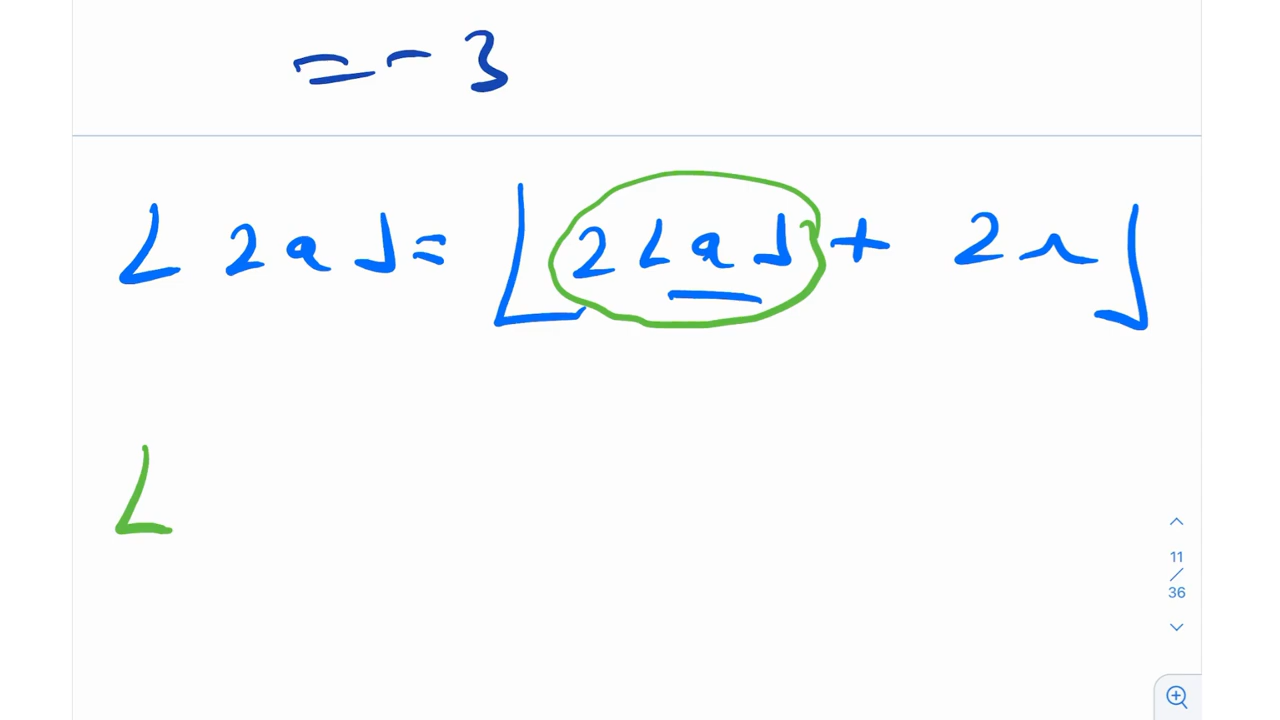 = - 3
⌊ 2a ⌋ = ⌊ 2 ⌊ a ⌋ + 2r ⌋
⌊
11
/
36